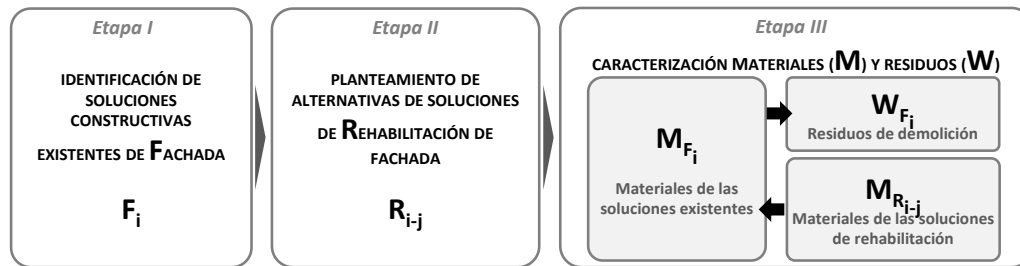 Etapa I
IDENTIFICACIÓN DE
SOLUCIONES
CONSTRUCTIVAS
EXISTENTES DE FACHADA
Fi
Etapa II
PLANTEAMIENTO DE
ALTERNATIVAS DE SOLUCIONES
DE REHABILITACIÓN DE
FACHADA
Ri-j
Etapa III
CARACTERIZACIÓN MATERIALES (M) Y RESIDUOS (W)
MFi
Materiales de las
soluciones existentes
WFi
Residuos de demolición
MRi-j
Materiales de las soluciones
de rehabilitación